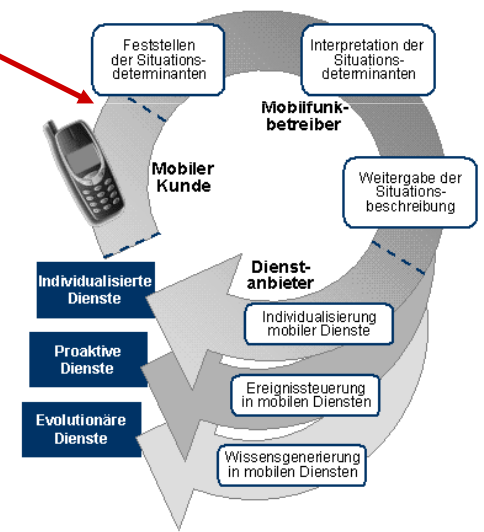 Feststellen
der Situations-
determinanten
Interpretation der
Situations-
determinanten
Mobilfunk-
betreiber
Mobiler
Kunde
Weitergabe der
Situations-
beschreibung
Dienst-
anbieter
Individualisierte
Dienste
Individualisierung
mobiler Dienste
Proaktive
Dienste
Ereignissteuerung
in mobilen Diensten
Evolutionäre
Dienste
Wissensgenerierung
in mobilen Diensten